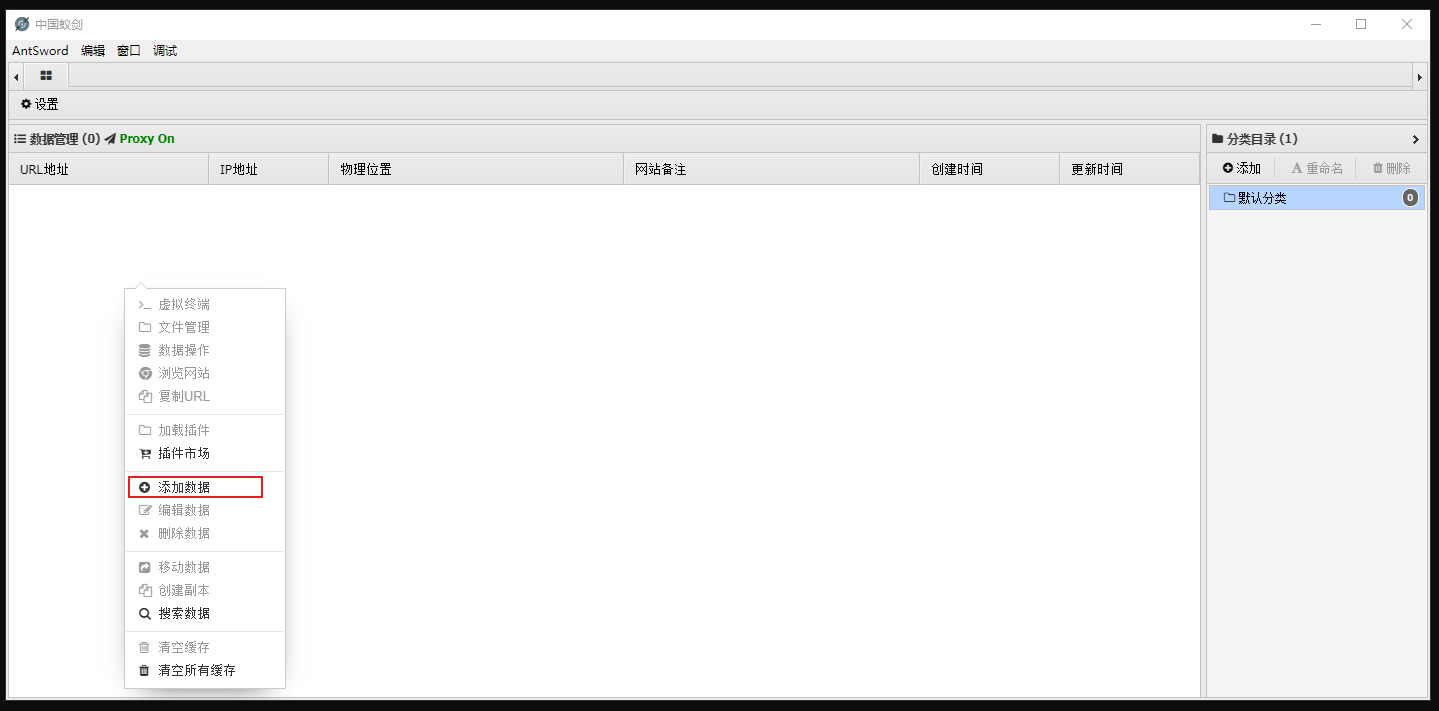 中国蚁剑
AntSword 编辑 窗口 调试
设置
数据管理 (0) Proxy On
URL地址 IP地址 物理位置 网站备注 创建时间 更新时间
虚拟终端
文件管理
数据操作
浏览网站
复制URL
加载插件
插件市场
添加数据
编辑数据
删除数据
移动数据
创建副本
搜索数据
清空缓存
清空所有缓存
分类目录 (1)
添加 重命名 删除
默认分类 0